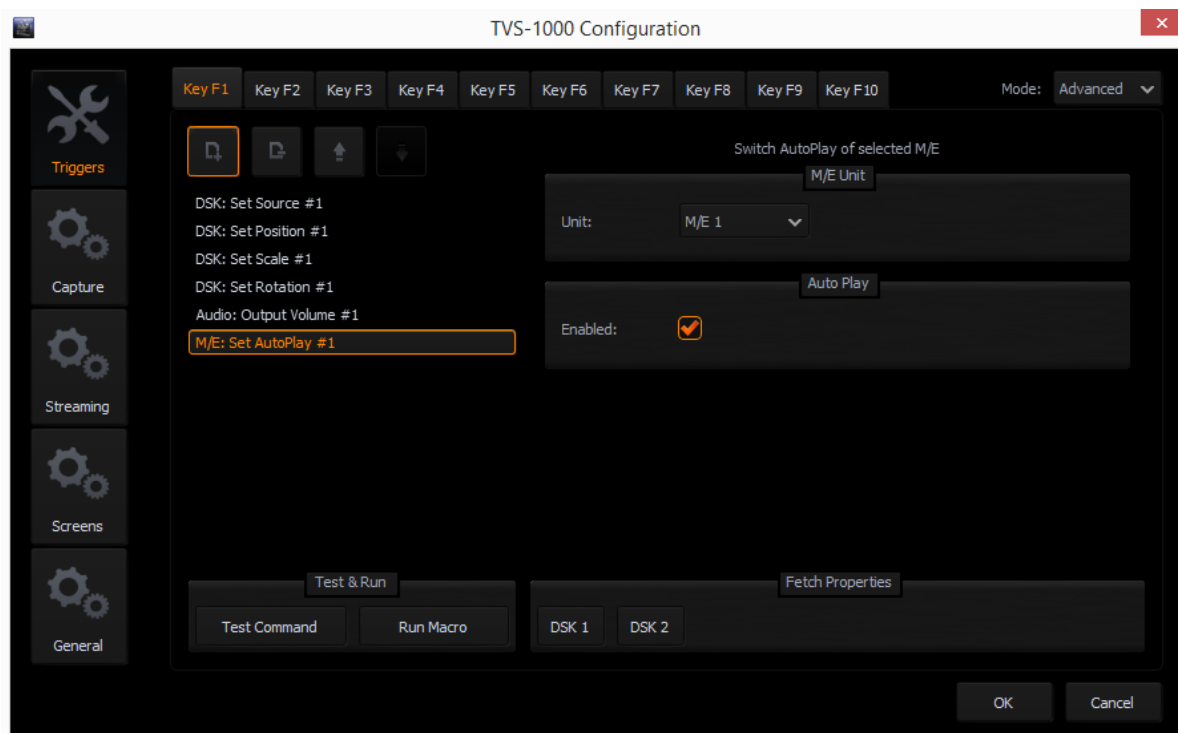 TVS-1000 Configuration
Key F1 Key F2 Key F3 Key F4 Key F5 Key F6 Key F7 Key F8 Key F9 Key F10 Mode: Advanced
Triggers
Switch AutoPlay of selected M/E
M/E Unit
DSK: Set Source #1
Unit: M/E 1
DSK: Set Position #1
DSK: Set Scale #1
Capture
DSK: Set Rotation #1
Auto Play
Audio: Output Volume #1
Enabled:
M/E: Set AutoPlay #1
Streaming
Screens
Test & Run
Fetch Properties
Test Command Run Macro DSK 1 DSK 2
General
OK Cancel